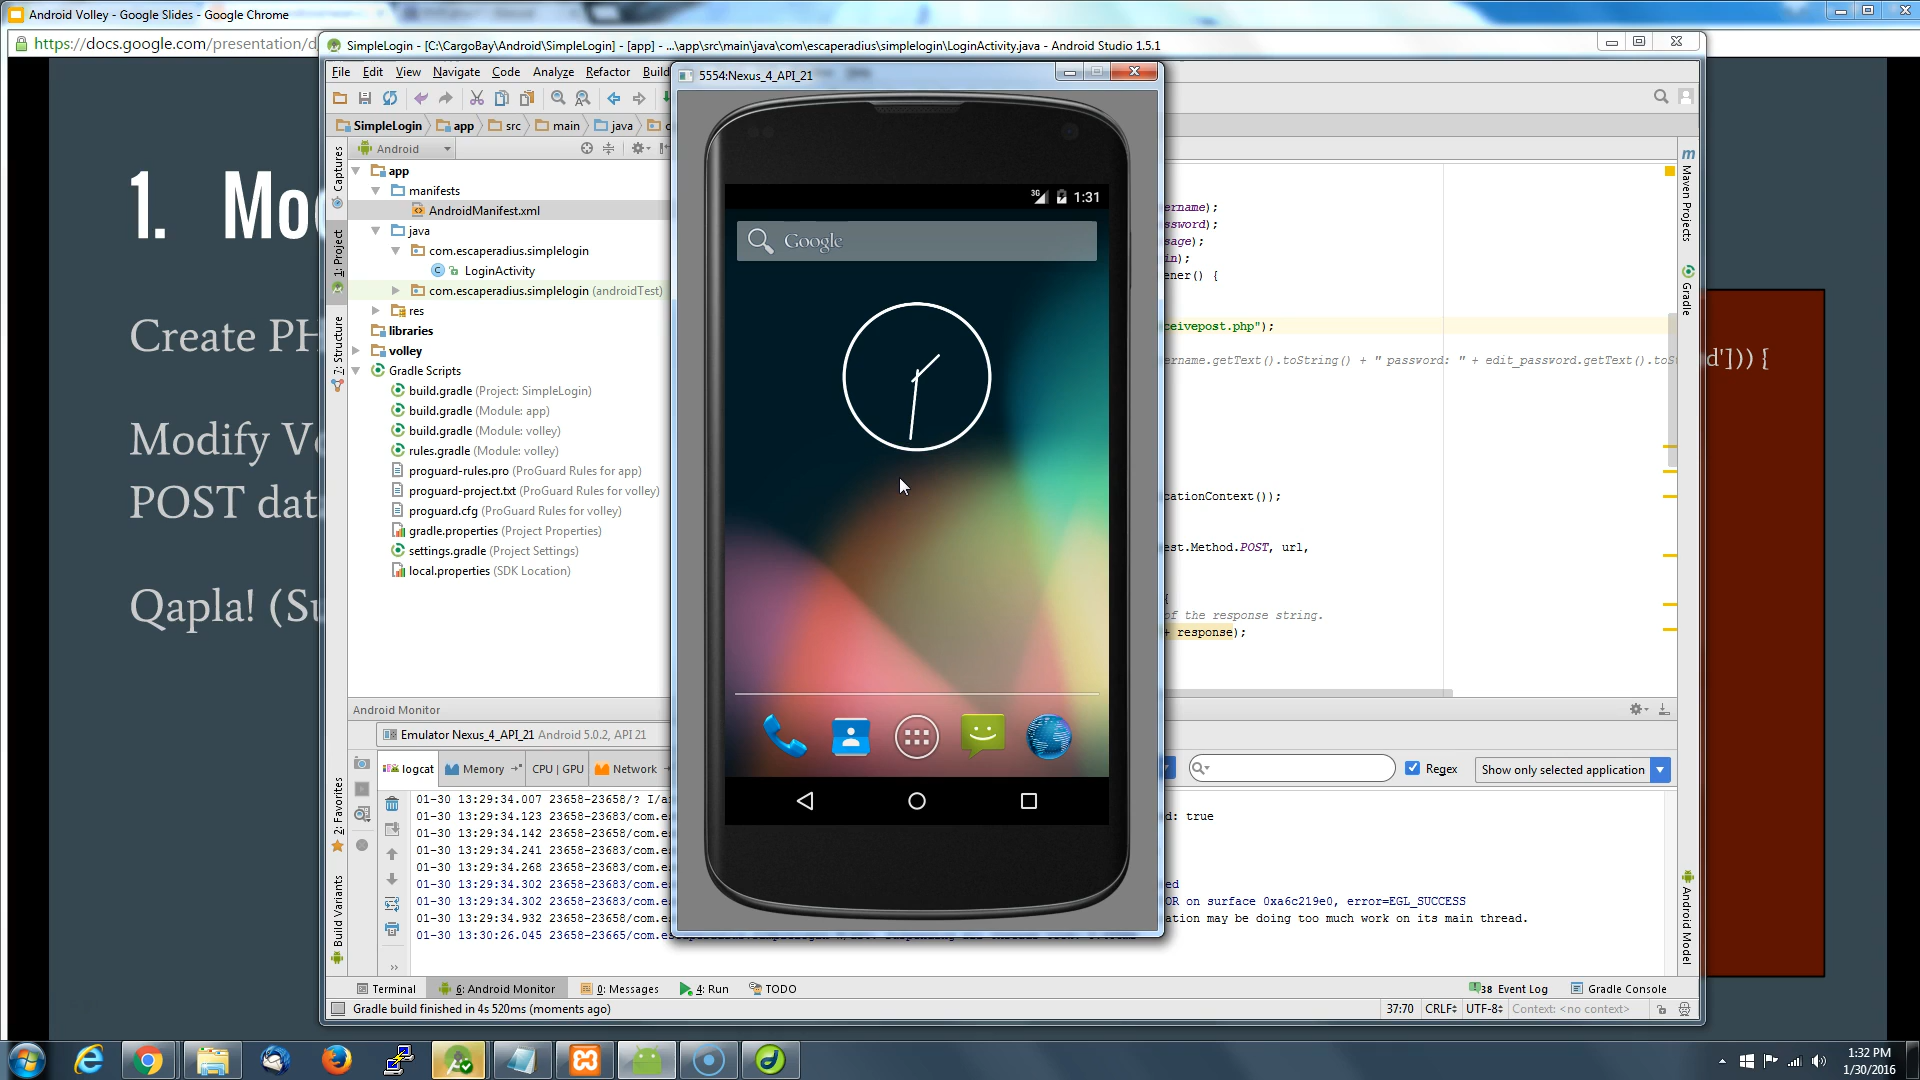 Android Volley - Google Slides - Google Chrome
https://docs.google.com/presentation/d
1. Mo
Create PH
Modify Vo
POST dat
Qapla! (Su
d'])) {
SimpleLogin - [C:\CargoBay\Android\SimpleLogin] - [app] - ...\app\src\main\java\com\escaperadius\simplelogin\LoginActivity.java - Android Studio 1.5.1
File Edit View Navigate Code Analyze Refactor Build
SimpleLogin app src main java
Android
app
manifests
AndroidManifest.xml
java
com.escaperadius.simplelogin
LoginActivity
com.escaperadius.simplelogin (androidTest)
res
libraries
volley
Gradle Scripts
build.gradle (Project: SimpleLogin)
build.gradle (Module: app)
build.gradle (Module: volley)
rules.gradle (Module: volley)
proguard-rules.pro (ProGuard Rules for app)
proguard-project.txt (ProGuard Rules for volley)
proguard.cfg (ProGuard Rules for volley)
gradle.properties (Project Properties)
settings.gradle (Project Settings)
local.properties (SDK Location)
Captures
1: Project
7: Structure
2: Favorites
Build Variants
5554:Nexus_4_API_21
3G 1:31
Google
ername);
ssword);
sage);
in);
ener() {
ceivepost.php");
ername.getText().toString() + " password: " + edit_password.getText().toS
cationContext());
est.Method.POST, url,
{
of the response string.
+ response);
Maven Projects
Gradle
Android Model
Android Monitor
Emulator Nexus_4_API_21 Android 5.0.2, API 21
logcat Memory CPU | GPU Network
Regex
Show only selected application
01-30 13:29:34.007 23658-23658/? I/a
01-30 13:29:34.123 23658-23683/com.e
d: true
01-30 13:29:34.142 23658-23658/com.e
01-30 13:29:34.241 23658-23683/com.e
01-30 13:29:34.268 23658-23683/com.e
01-30 13:29:34.302 23658-23683/com.e
ed
01-30 13:29:34.302 23658-23683/com.e
OR on surface 0xa6c219e0, error=EGL_SUCCESS
01-30 13:29:34.932 23658-23658/com.e
ation may be doing too much work on its main thread.
01-30 13:30:26.045 23658-23665/com.e
Terminal 6: Android Monitor 0: Messages 4: Run TODO
38 Event Log Gradle Console
Gradle build finished in 4s 520ms (moments ago)
37:70 CRLF UTF-8 Context: <no context>
1:32 PM
1/30/2016